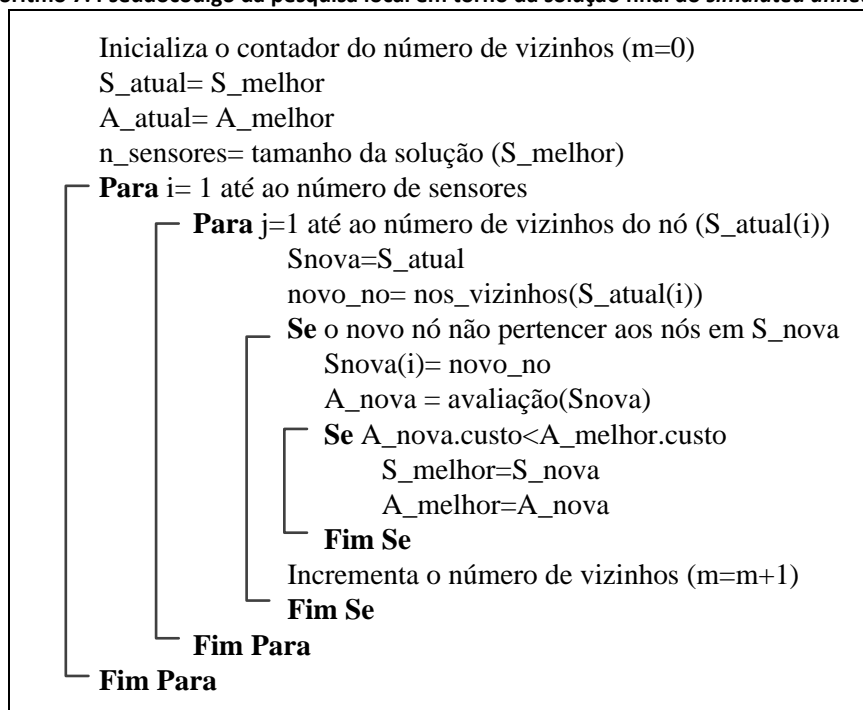 Inicializa o contador do número de vizinhos (m=0)
S_atual= S_melhor
A_atual= A_melhor
n_sensores= tamanho da solução (S_melhor)
Para i= 1 até ao número de sensores
Para j=1 até ao número de vizinhos do nó (S_atual(i))
Snova=S_atual
novo_no= nos_vizinhos(S_atual(i))
Se o novo nó não pertencer aos nós em S_nova
Snova(i)= novo_no
A_nova = avaliação(Snova)
Se A_nova.custo<A_melhor.custo
S_melhor=S_nova
A_melhor=A_nova
Fim Se
Incrementa o número de vizinhos (m=m+1)
Fim Se
Fim Para
Fim Para